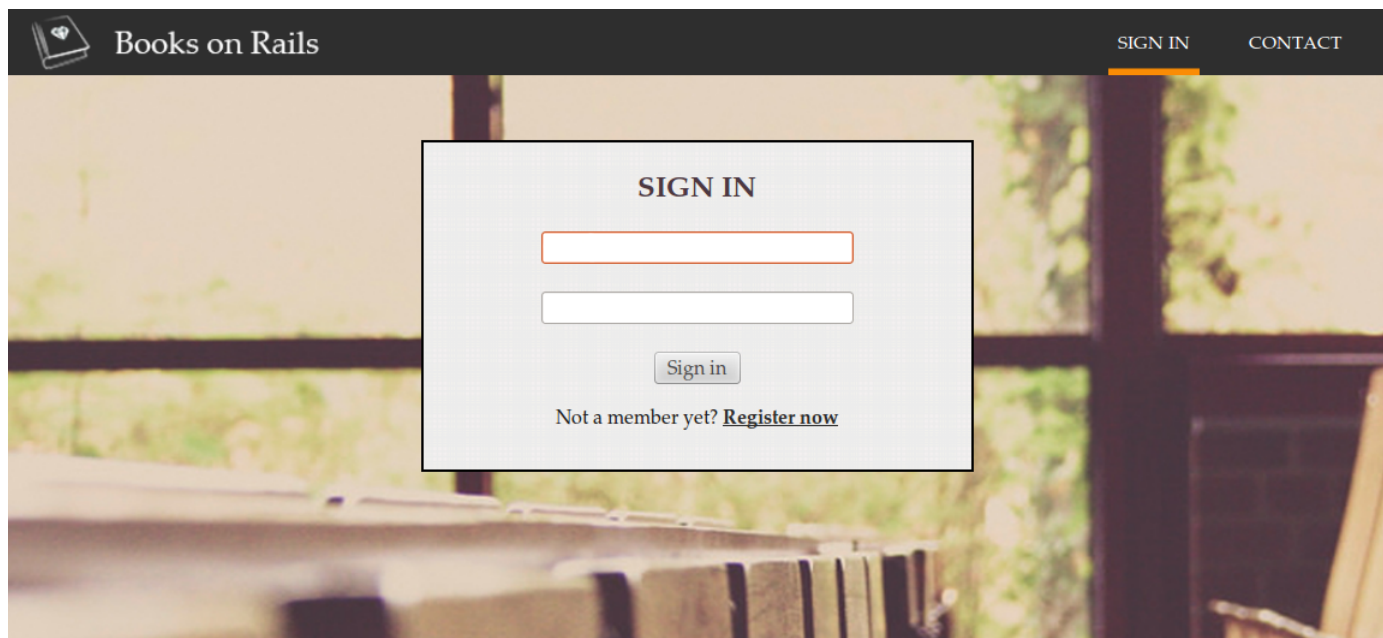 Books on Rails
SIGN IN
CONTACT
SIGN IN
Sign in
Not a member yet? Register now